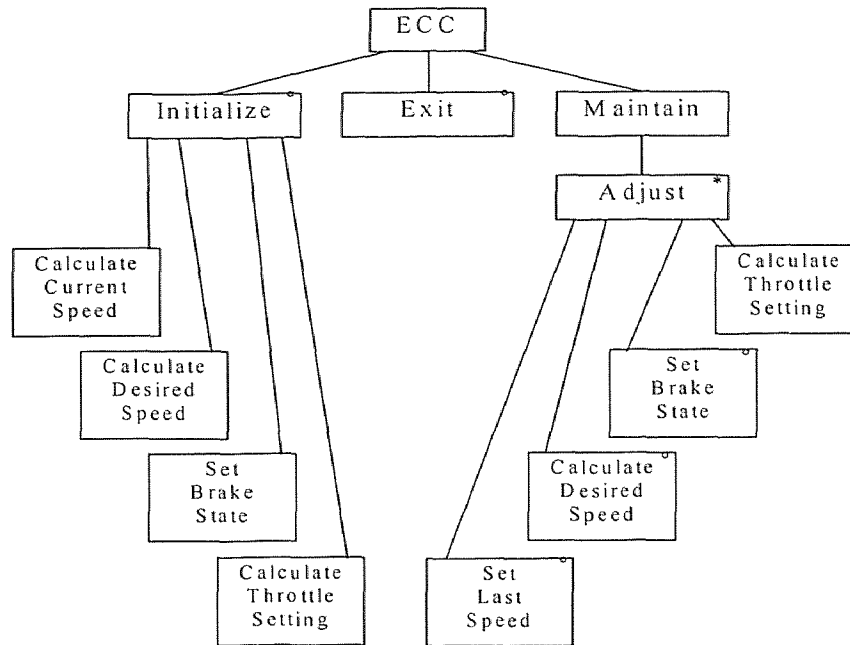 ECC
Initialize
Exit
Maintain
Adjust *
Calculate
Current
Speed
Calculate
Throttle
Setting
Calculate
Desired
Speed
Set
Brake
State
Set
Brake
State
Calculate
Desired
Speed
Calculate
Throttle
Setting
Set
Last
Speed